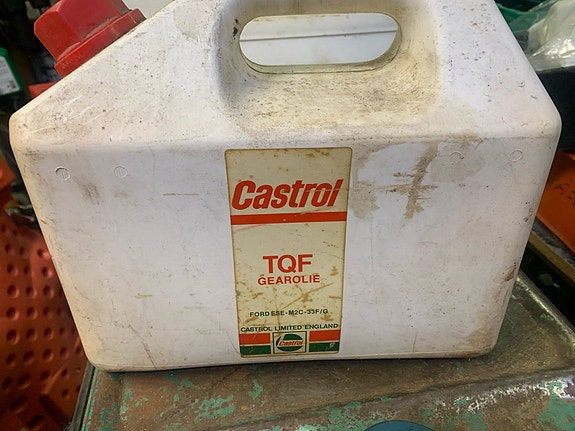 Castrol
TQF
GEAROLIE
FORD ESE-M2C-33F/G
CASTROL LIMITED ENGLAND
Castrol